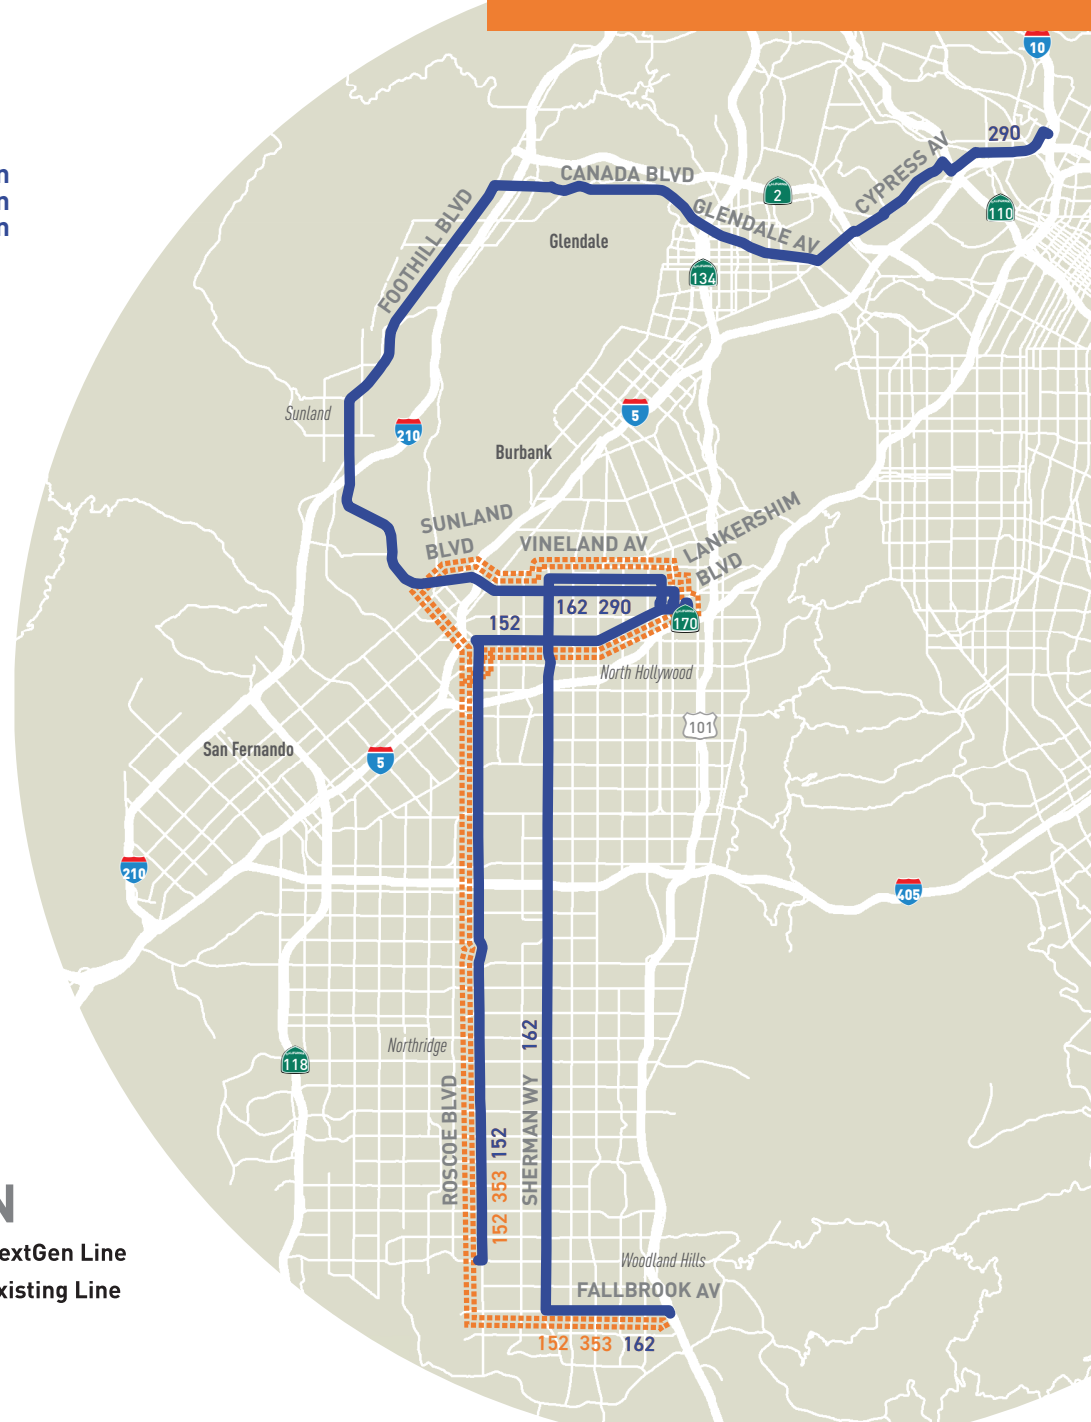 10
290
n
n
n
CANADA BLVD
CYPRESS AV
2
110
FOOTHILL BLVD
GLENDALE AV
Glendale
134
Sunland
5
210
Burbank
SUNLAND
BLVD
VINELAND AV
LANKERSHIM
BLVD
162 290
152
170
North Hollywood
101
San Fernando
5
210
405
162
Northridge
118
ROSCOE BLVD
152 353 152
SHERMAN WY
N
extGen Line
xisting Line
Woodland Hills
FALLBROOK AV
152 353 162